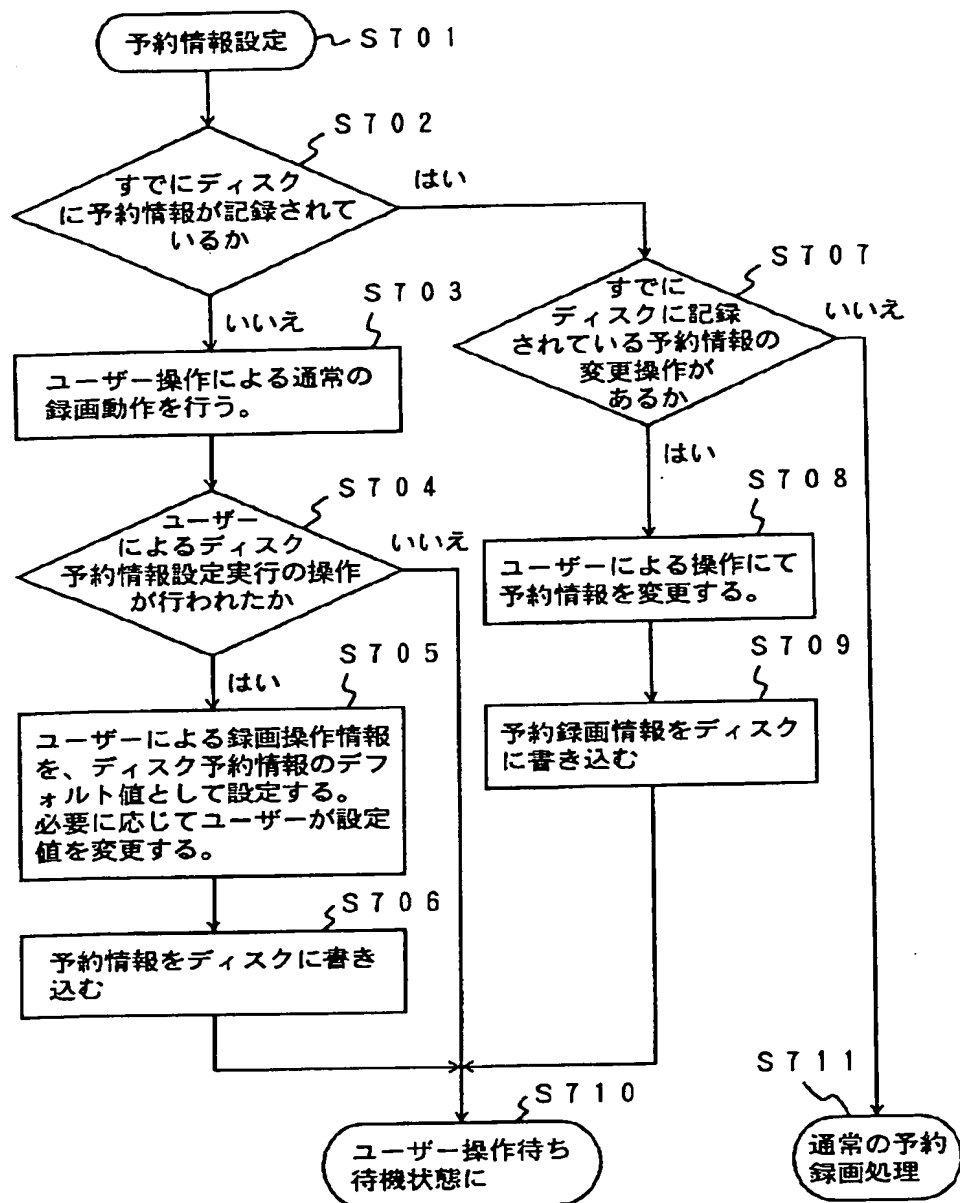 予約情報設定
S701
S702
すでにディスク
に予約情報が記録されて
いるか
はい
いいえ
S703
ユーザー操作による通常の
録画動作を行う。
S704
ユーザー
によるディスク
予約情報設定実行の操作
が行われたか
いいえ
はい
S705
ユーザーによる録画操作情報
を、ディスク予約情報のデフ
ォルト値として設定する。
必要に応じてユーザーが設定
値を変更する。
S706
予約情報をディスクに書き
込む
S707
すでに
ディスクに記録
されている予約情報の
変更操作が
あるか
いいえ
はい
S708
ユーザーによる操作にて
予約情報を変更する。
S709
予約録画情報をディスク
に書き込む
S710
ユーザー操作待ち
待機状態に
S711
通常の予約
録画処理